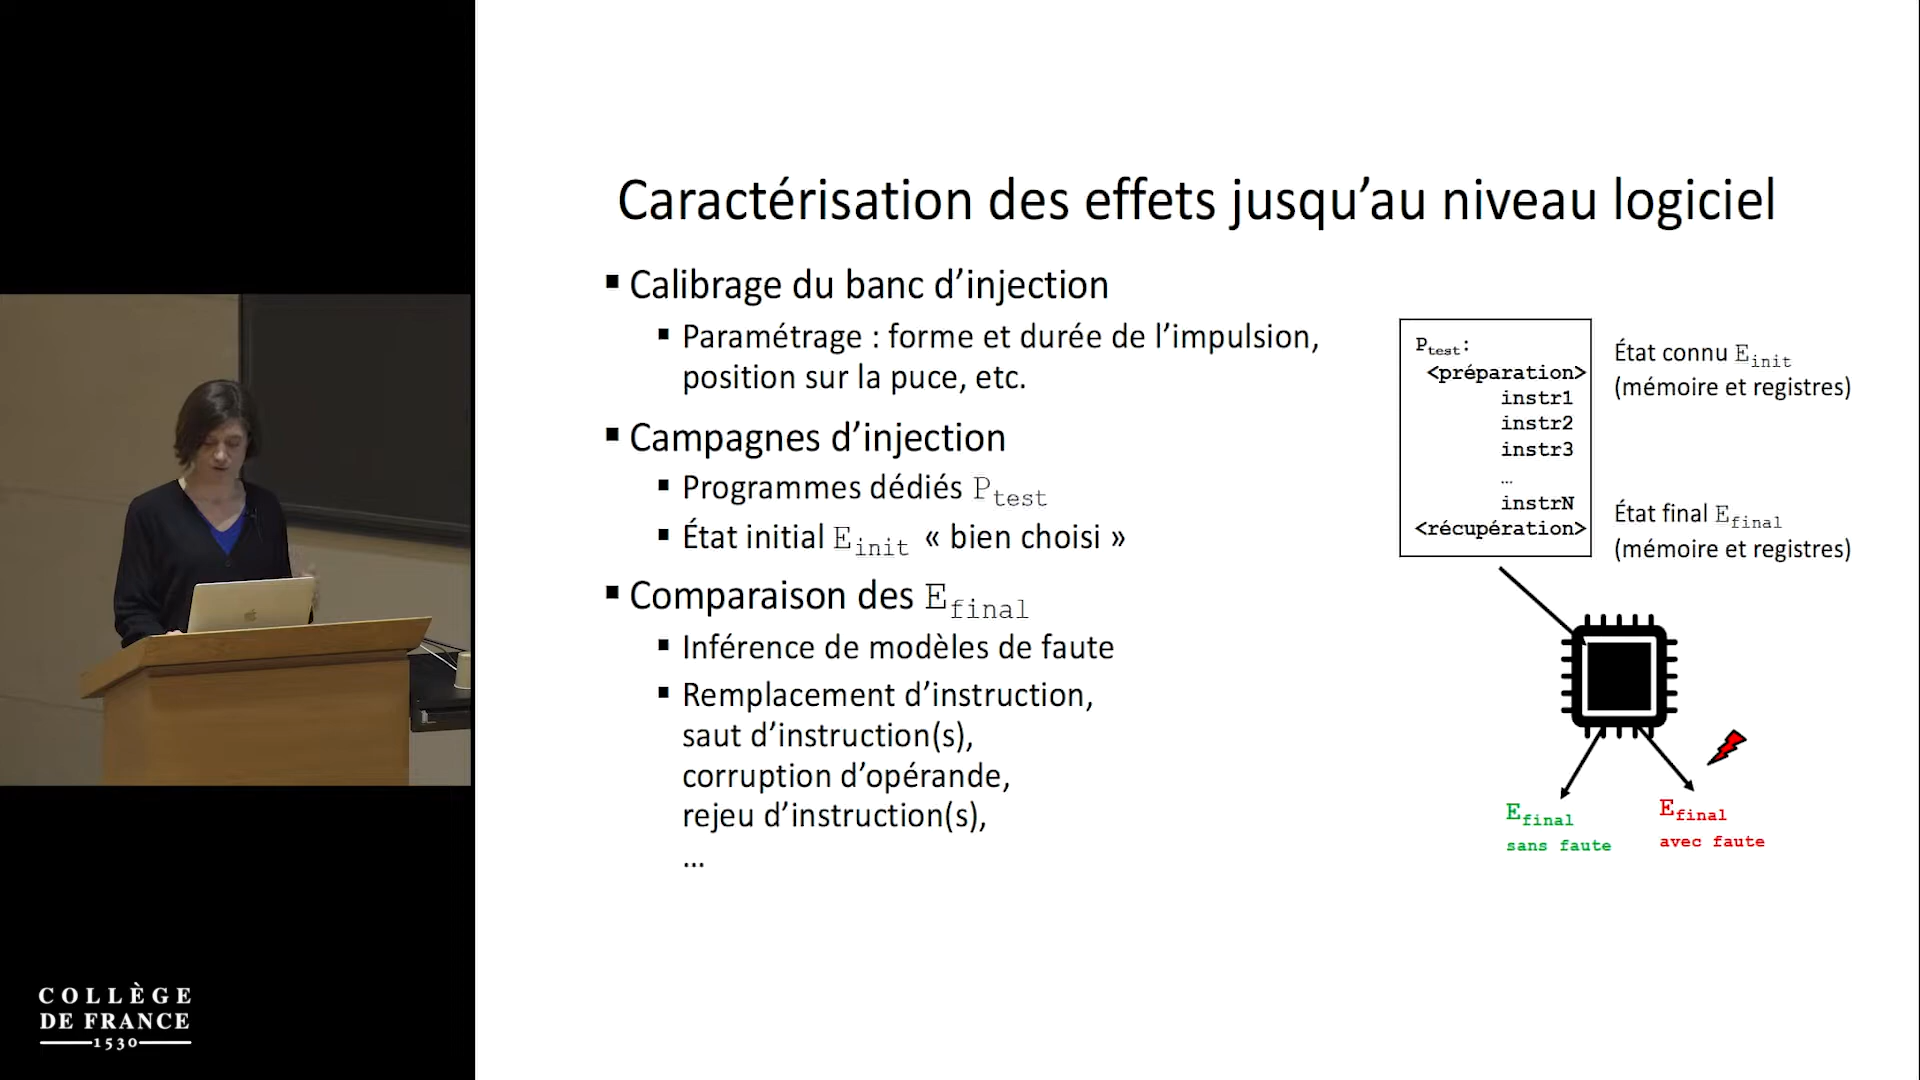 Caractérisation des effets jusqu’au niveau logiciel
▪ Calibrage du banc d’injection
▪ Paramétrage : forme et durée de l’impulsion,
position sur la puce, etc.
▪ Campagnes d’injection
▪ Programmes dédiés Ptest
▪ État initial Einit « bien choisi »
▪ Comparaison des Efinal
▪ Inférence de modèles de faute
▪ Remplacement d’instruction,
saut d’instruction(s),
corruption d’opérande,
rejeu d’instruction(s),
...
Ptest:
<préparation>
instr1
instr2
instr3
...
instrN
<récupération>
État connu Einit
(mémoire et registres)
État final Efinal
(mémoire et registres)
Efinal
sans faute
Efinal
avec faute
COLLÈGE
DE FRANCE
1530